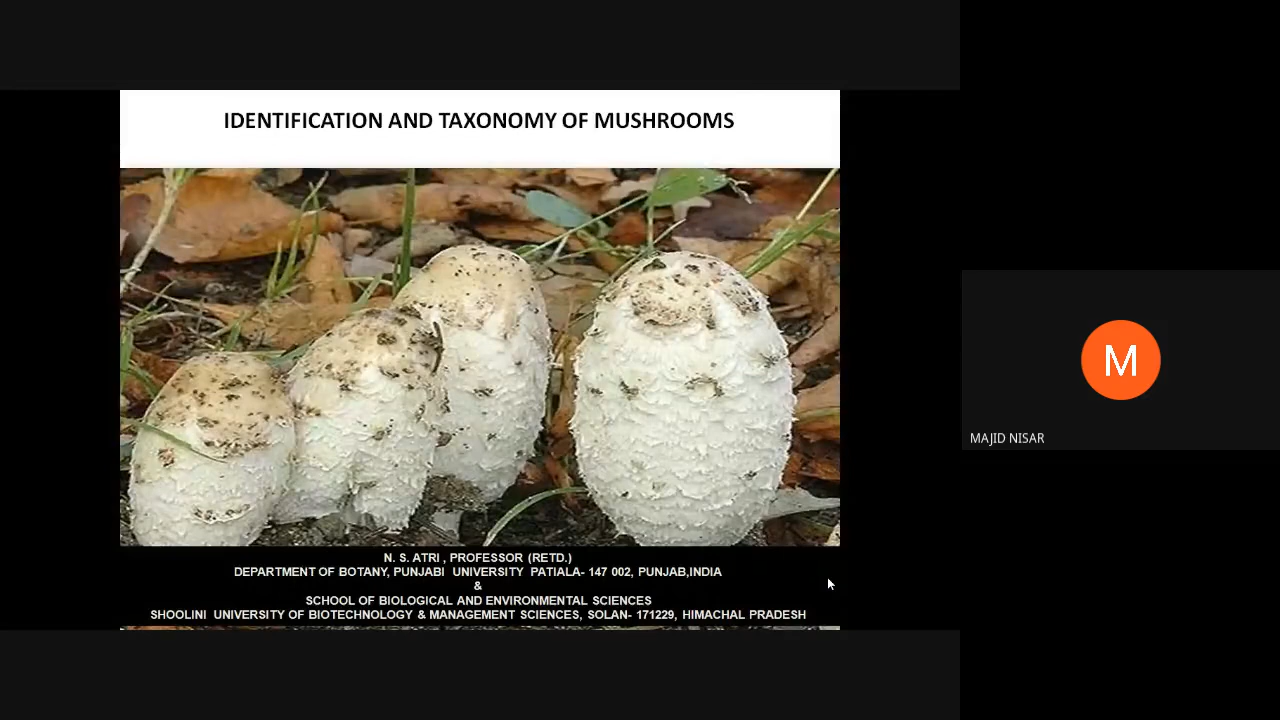 IDENTIFICATION AND TAXONOMY OF MUSHROOMS
N. S. ATRI , PROFESSOR (RETD.)
DEPARTMENT OF BOTANY, PUNJABI UNIVERSITY PATIALA- 147 002, PUNJAB,INDIA
&
SCHOOL OF BIOLOGICAL AND ENVIRONMENTAL SCIENCES
SHOOLINI UNIVERSITY OF BIOTECHNOLOGY & MANAGEMENT SCIENCES, SOLAN- 171229, HIMACHAL PRADESH
M
MAJID NISAR